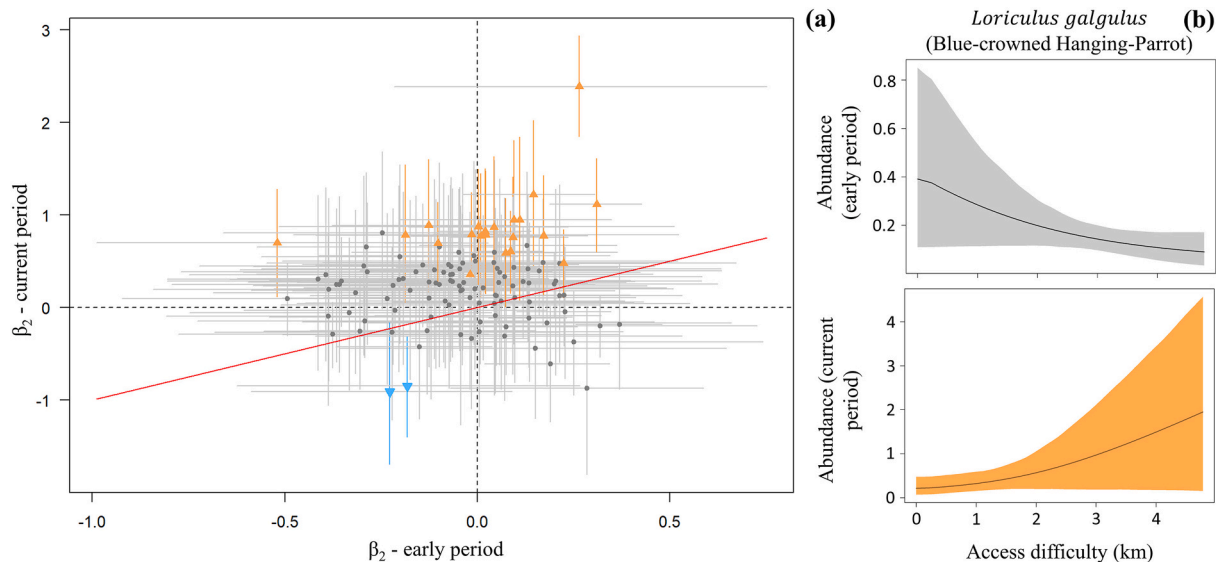 (a)
3
2
1
0
-1
β₂ - current period
-1.0
-0.5
0.0
0.5
β₂ - early period
Loriculus galgulus (b)
(Blue-crowned Hanging-Parrot)
0.8
0.6
0.4
0.2
Abundance
(early period)
4
3
2
1
0
Abundance (current
period)
0
1
2
3
4
Access difficulty (km)